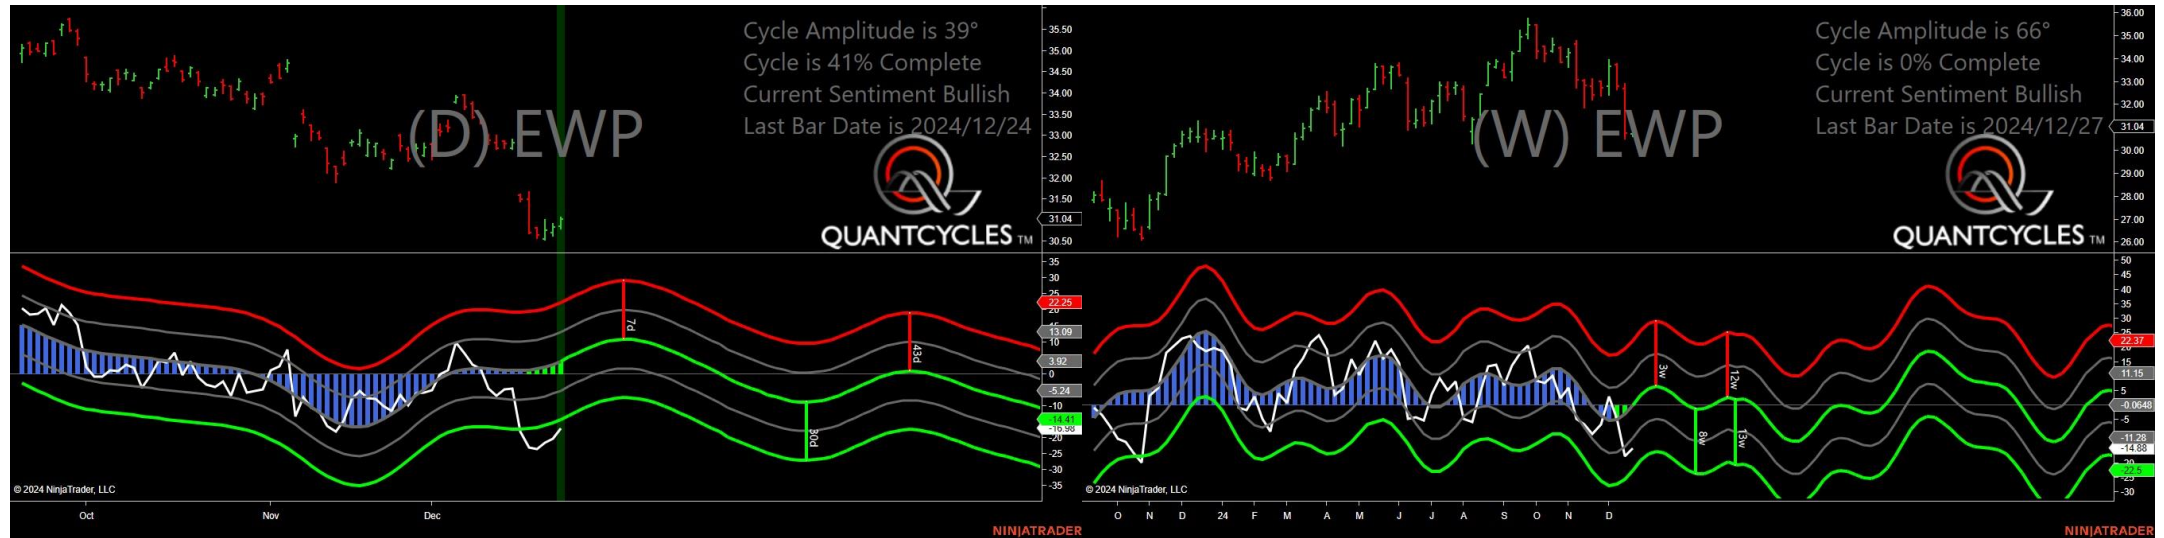 Cycle Amplitude is 39°
Cycle is 41% Complete
Current Sentiment Bullish
Last Bar Date is 2024/12/24
(D) EWP
QUANTCYCLES TM
35.50
35.00
34.50
34.00
33.50
33.00
32.50
32.00
31.50
31.04
30.50
35
30
25
22.25
20
15
13.09
10
3.92
0
-5.24
-10
-14.41
-16.98
-20
-25
-30
-35
7d
43d
30d
© 2024 NinjaTrader, LLC
Oct
Nov
Dec
NINJATRADER
Cycle Amplitude is 66°
Cycle is 0% Complete
Current Sentiment Bullish
Last Bar Date is 2024/12/27
(W) EWP
QUANTCYCLES TM
36.00
35.00
34.00
33.00
32.00
31.04
30.00
29.00
28.00
27.00
26.00
50
45
40
35
30
25
22.37
15
11.15
5
-0.0648
-5
-11.28
-14.88
-22.5
-25
-30
3w
12w
8w
13w
© 2024 NinjaTrader, LLC
O N D 24 F M A M J J A S O N D
NINJATRADER